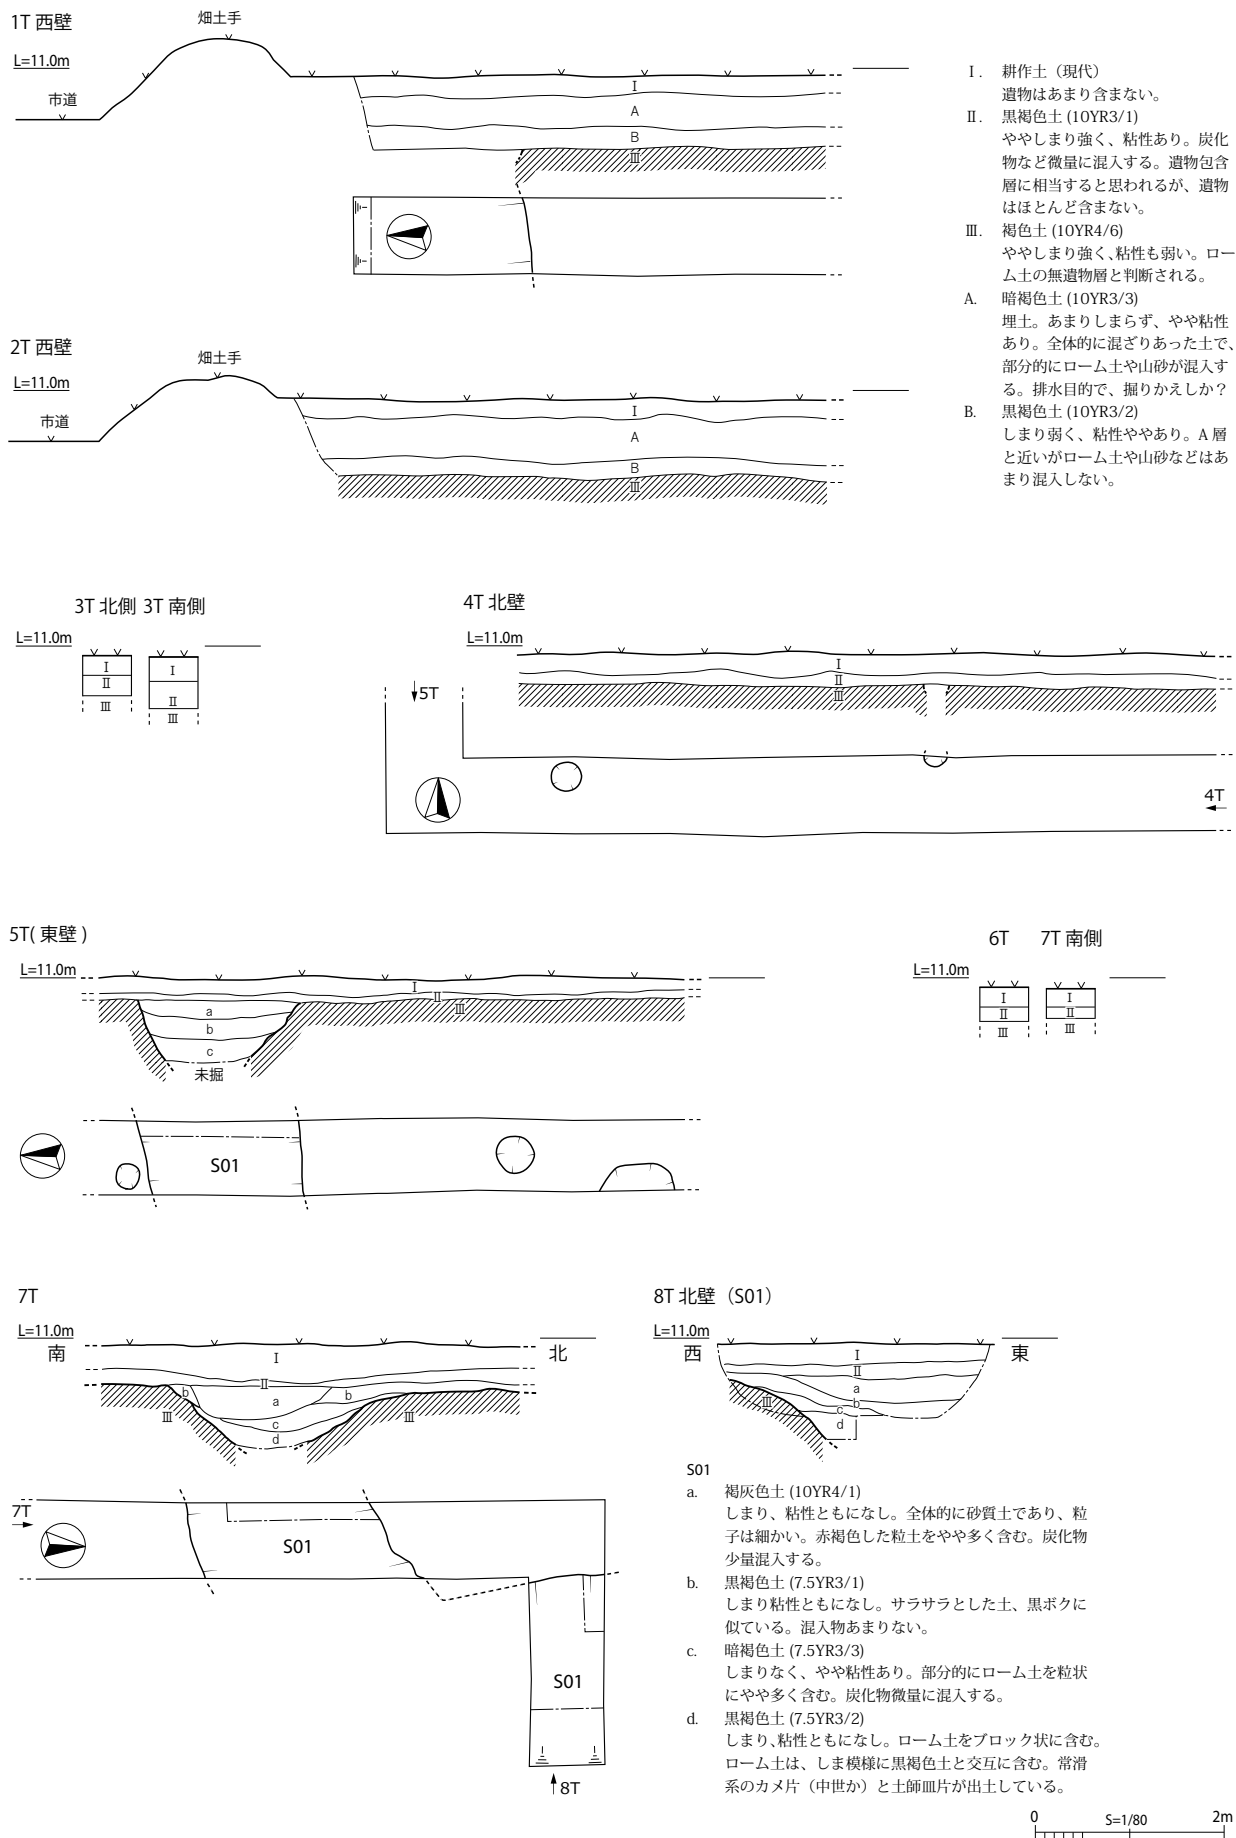 1T 西壁
畑土手
L=11.0m
市道
Ⅰ
A
B
Ⅲ
Ⅰ. 耕作土（現代）
遺物はあまり含まない。
Ⅱ. 黒褐色土 (10YR3/1)
ややしまり強く、粘性あり。炭化
物など微量に混入する。遺物包含
層に相当すると思われるが、遺物
はほとんど含まない。
Ⅲ. 褐色土 (10YR4/6)
ややしまり強く、粘性も弱い。ロー
ム土の無遺物層と判断される。
A. 暗褐色土 (10YR3/3)
埋土。あまりしまらず、やや粘性
あり。全体的に混ざりあった土で、
部分的にローム土や山砂が混入す
る。排水目的で、掘りかえしか？
B. 黒褐色土 (10YR3/2)
しまり弱く、粘性ややあり。A 層
と近いがローム土や山砂などはあ
まり混入しない。
2T 西壁
畑土手
L=11.0m
市道
Ⅰ
A
B
Ⅲ
3T 北側 3T 南側
L=11.0m
Ⅰ Ⅰ
Ⅱ Ⅱ
Ⅲ Ⅲ
4T 北壁
L=11.0m
Ⅰ
Ⅱ
Ⅲ
5T
4T
5T( 東壁 )
L=11.0m
Ⅰ
Ⅱ
Ⅲ
a
b
c
未掘
S01
6T 7T 南側
L=11.0m
Ⅰ Ⅰ
Ⅱ Ⅱ
Ⅲ Ⅲ
7T
L=11.0m
南 北
Ⅰ
Ⅱ
b a b
Ⅲ c Ⅲ
d
7T
S01
S01
8T
8T 北壁（S01）
L=11.0m
西 東
Ⅰ
Ⅱ
a
Ⅲ b
c
d
S01
a. 褐灰色土 (10YR4/1)
しまり、粘性ともになし。全体的に砂質土であり、粒
子は細かい。赤褐色した粒土をやや多く含む。炭化物
少量混入する。
b. 黒褐色土 (7.5YR3/1)
しまり粘性ともになし。サラサラとした土、黒ボクに
似ている。混入物あまりない。
c. 暗褐色土 (7.5YR3/3)
しまりなく、やや粘性あり。部分的にローム土を粒状
にやや多く含む。炭化物微量に混入する。
d. 黒褐色土 (7.5YR3/2)
しまり、粘性ともになし。ローム土をブロック状に含む。
ローム土は、しま模様に黒褐色土と交互に含む。常滑
系のカメ片（中世か）と土師皿片が出土している。
0 S=1/80 2m